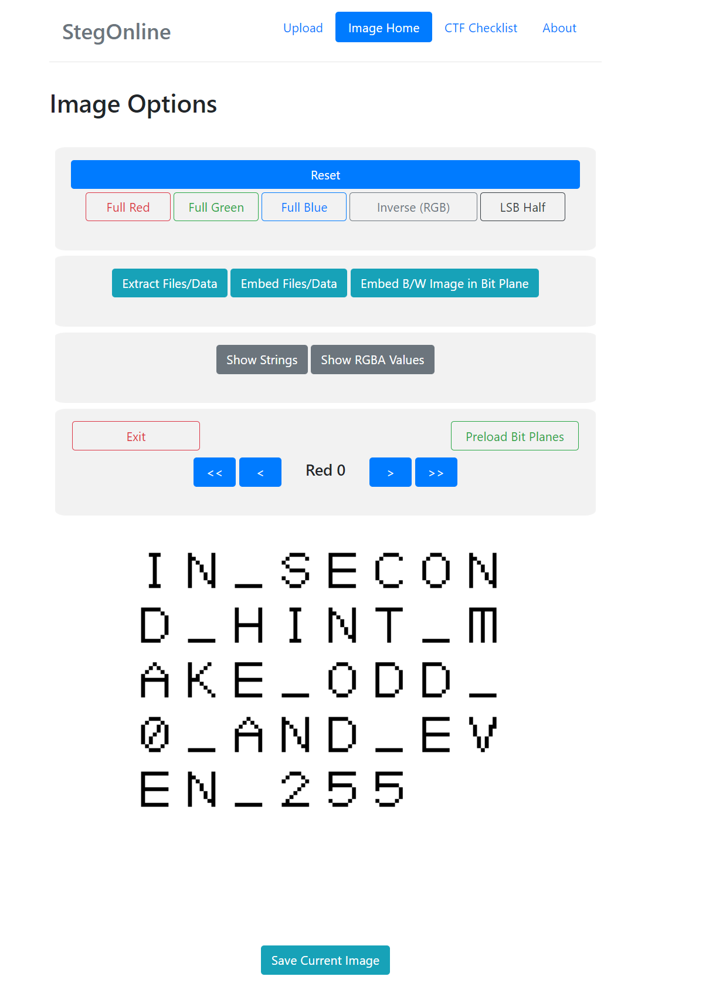 StegOnline
Upload Image Home CTF Checklist About
Image Options
Reset
Full Red Full Green Full Blue Inverse (RGB) LSB Half
Extract Files/Data Embed Files/Data Embed B/W Image in Bit Plane
Show Strings Show RGBA Values
Exit Preload Bit Planes
<< < Red 0 > >>
IN_SECON
D_HINT_M
AKE_ODD_
0_AND_EV
EN_255
Save Current Image